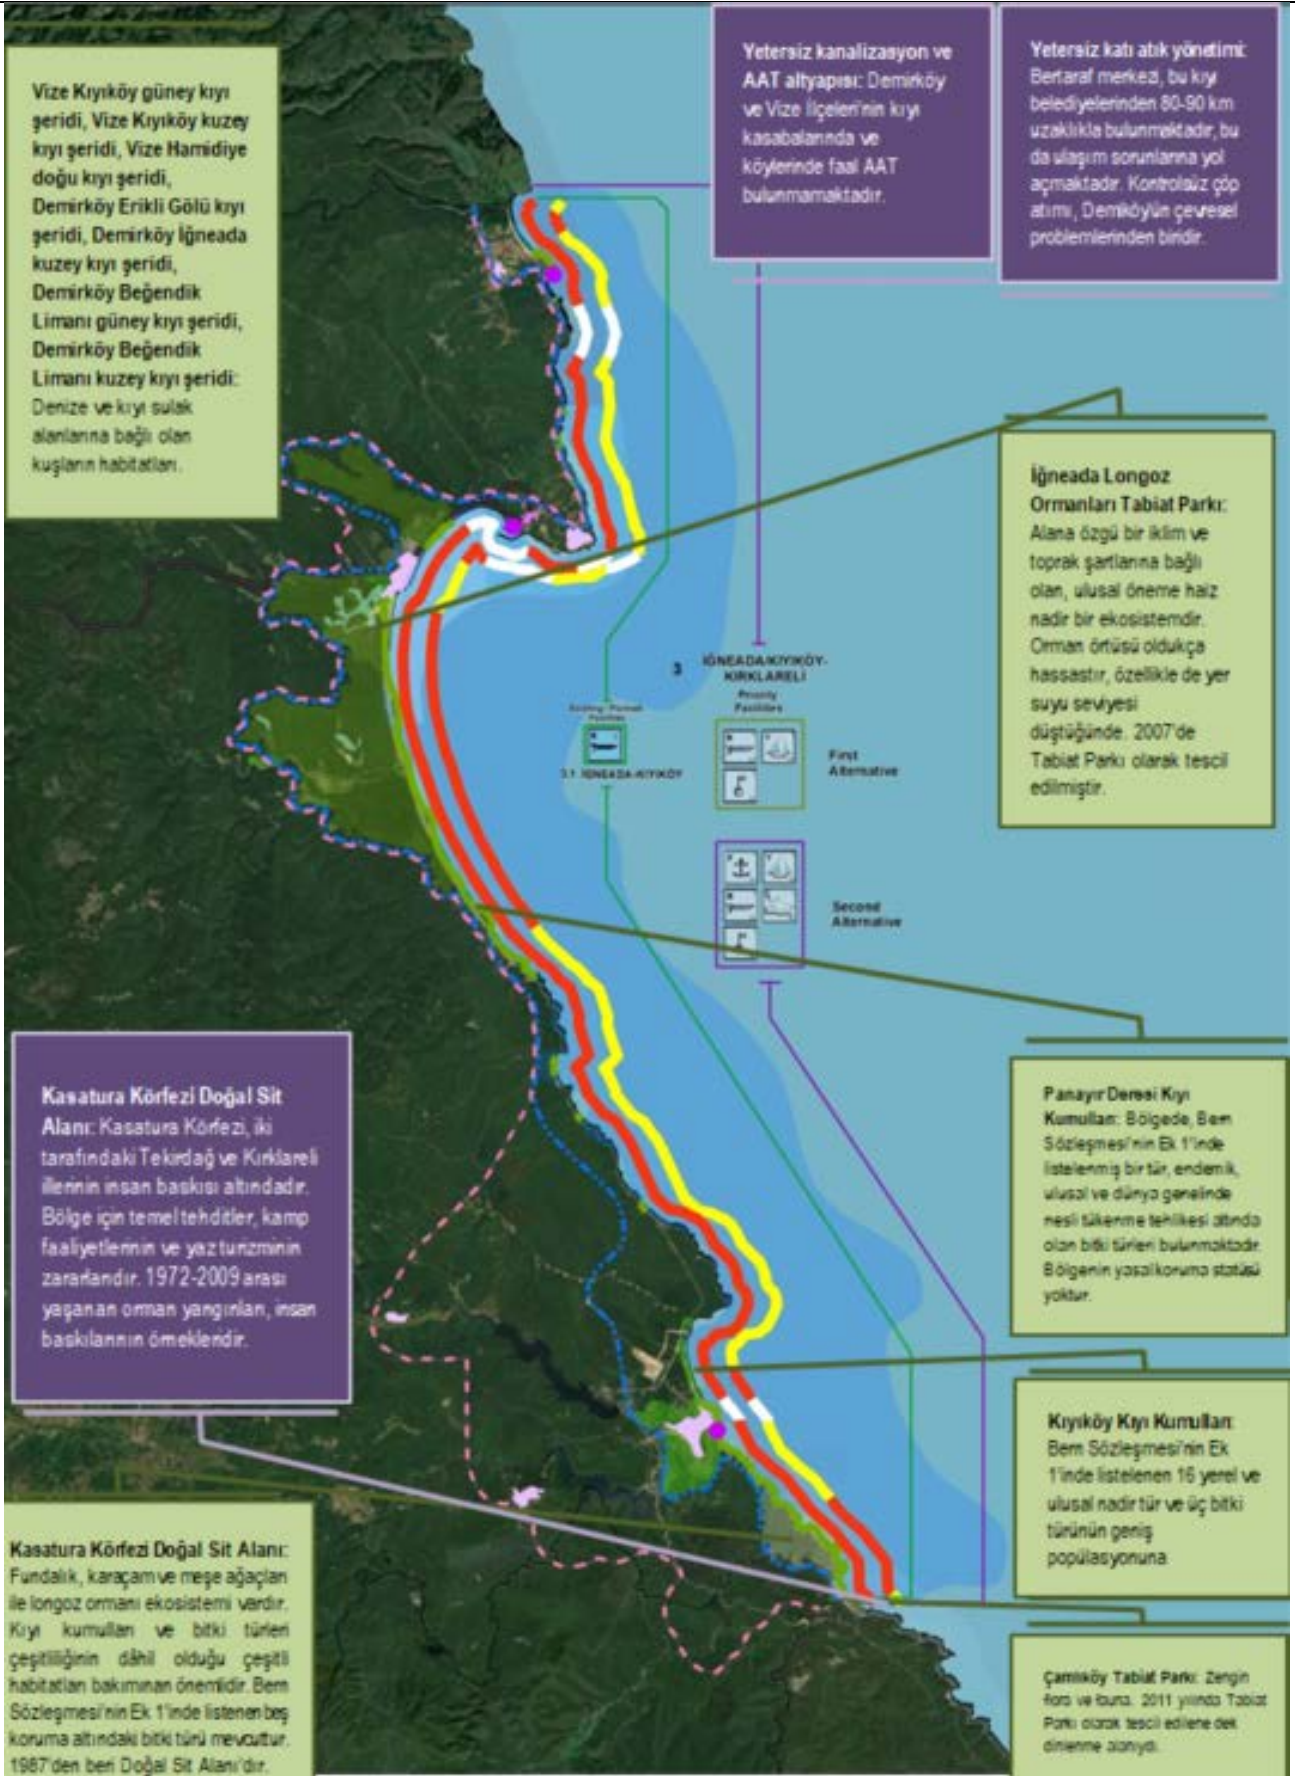 Vize Kıyıköy güney kıyı
şeridi, Vize Kıyıköy kuzey
kıyı şeridi, Vize Hamidiye
doğu kıyı şeridi,
Demirköy Erikli Gölü kıyı
şeridi, Demirköy İğneada
kuzey kıyı şeridi,
Demirköy Beğendik
Limanı güney kıyı şeridi,
Demirköy Beğendik
Limanı kuzey kıyı şeridi:
Denize ve kıyı sulak
alanlarına bağlı olan
kuşların habitatları.
Yetersiz kanalizasyon ve
AAT altyapısı: Demirköy
ve Vize İlçeleri'nin kıyı
kasabalarında ve
köylerinde faal AAT
bulunmamaktadır.
Yetersiz katı atık yönetimi:
Bertaraf merkezi, bu kıyı
belediyelerinden 80-90 km
uzaklıkla bulunmaktadır, bu
da ulaşım sorunlarına yol
açmaktadır. Kontrolsüz çöp
atımı, Demiköy'ün çevresel
problemlerinden biridir.
İğneada Longoz
Ormanları Tabiat Parkı:
Alana özgü bir iklim ve
toprak şartlarına bağlı
olan, ulusal öneme haiz
nadir bir ekosistemdir.
Orman örtüsü oldukça
hassastır, özellikle de yer
suyu seviyesi
düştüğünde. 2007'de
Tabiat Parkı olarak tescil
edilmiştir.
3 İĞNEADA/KIYIKÖY-
KIRKLARELİ
Priority
Facilities
First
Alternative
Second
Alternative
Facilities
3.1 İĞNEADA-KIYIKÖY
Kasatura Körfezi Doğal Sit
Alanı: Kasatura Körfezi, iki
tarafındaki Tekirdağ ve Kırklareli
illerinin insan baskısı altındadır.
Bölge için temel tehditler, kamp
faaliyetlerinin ve yaz turizminin
zararlarıdır. 1972-2009 arası
yaşanan orman yangınları, insan
baskılarının örneklendir.
Panayır Deresi Kıyı
Kumulları: Bölgede, Bern
Sözleşmesi'nin Ek 1'inde
listelenmiş bir tür, endemik,
ulusal ve dünya genelinde
nesli tükenme tehlikesi altında
olan bitki türleri bulunmaktadır.
Bölgenin yasal koruma statüsü
yoktur.
Kıyıköy Kıyı Kumulları:
Bern Sözleşmesi'nin Ek
1'inde listelenen 16 yerel ve
ulusal nadir tür ve üç bitki
türünün geniş
popülasyonuna
Kasatura Körfezi Doğal Sit Alanı:
Fundalık, karaçam ve meşe ağaçları
ile longoz ormanı ekosistemi vardır.
Kıyı kumulları ve bitki türleri
çeşitliliğinin dâhil olduğu çeşitli
habitatları bakımınan önemlidir. Bern
Sözleşmesi'nin Ek 1'inde listenen beş
koruma altındaki bitki türü mevcuttur.
1987'den beri Doğal Sit Alanı'dır.
Çamlıköy Tabiat Parkı: Zengin
flora ve fauna. 2011 yılında Tabiat
Parkı olarak tescil edilene dek
dinlenme alanıydı.